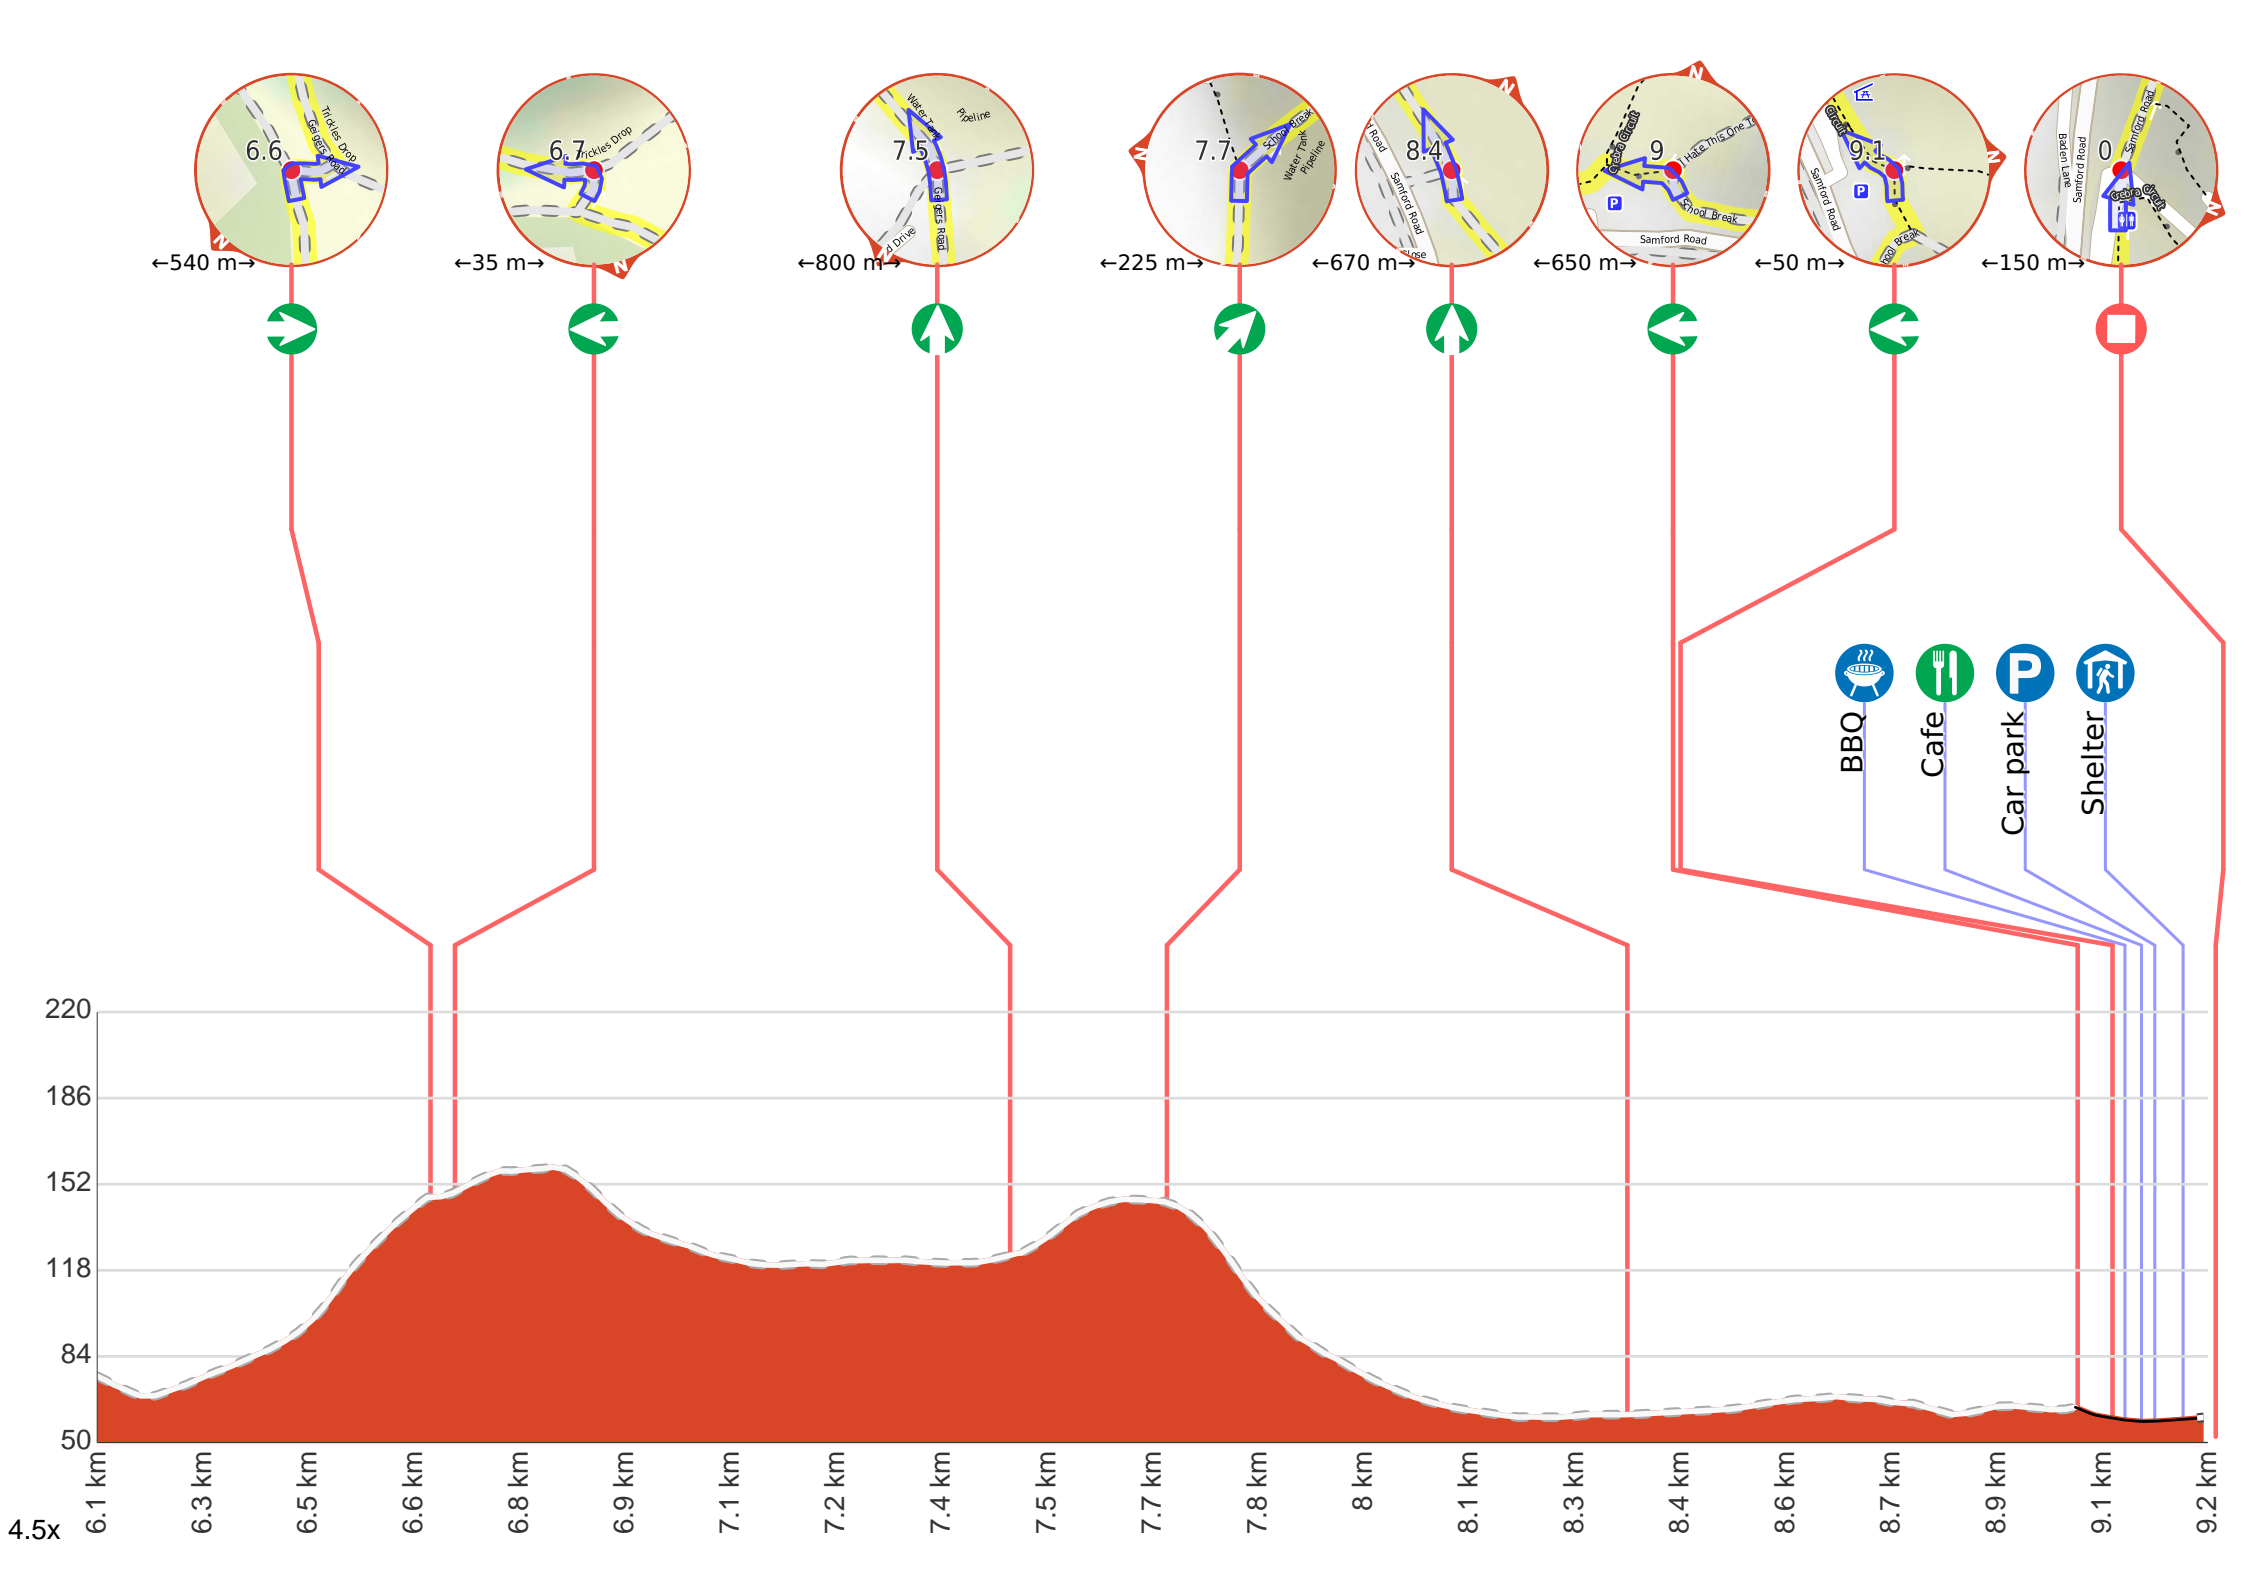 6.6
Trickles Drop
Geigers Road
N
←540 m→
6.7
Trickles Drop
N
←35 m→
7.5
Water Tank
Pipeline
Geigers Road
d Drive
N
←800 m→
7.7
School Break
Water Tank
Pipeline
N
←225 m→
8.4
d Road
Samford Road
lose
N
←670 m→
9
Cicuit
I Hate This One To
P
School Break
Samford Road
N
←650 m→
9.1
Circuit
P
Samford Road
ool Break
N
←50 m→
0
Samford Road
Baden Lane
Samford Road
N
←150 m→
BBQ
Cafe
P
Car park
Shelter
220
186
152
118
84
50
6.1 km
6.3 km
6.5 km
6.6 km
6.8 km
6.9 km
7.1 km
7.2 km
7.4 km
7.5 km
7.7 km
7.8 km
8 km
8.1 km
8.3 km
8.4 km
8.6 km
8.7 km
8.9 km
9.1 km
9.2 km
4.5x